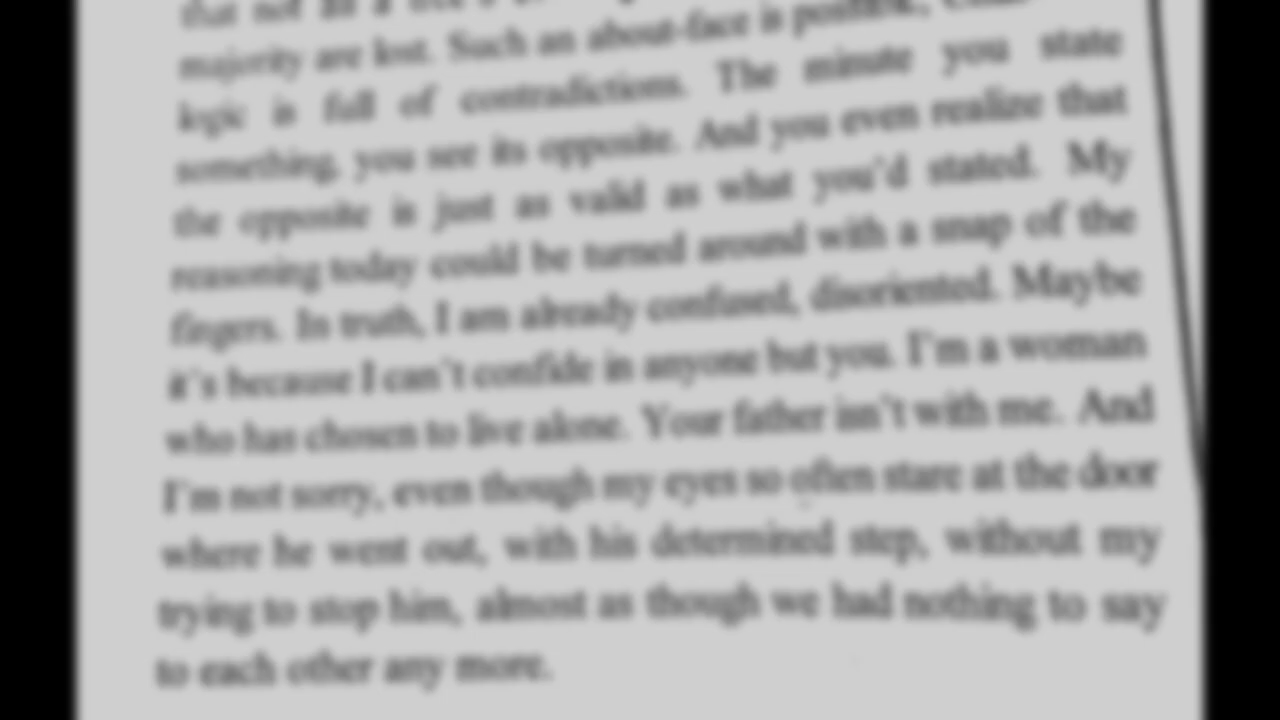 that not all a tree's
majority are lost. Such an about-face is possible,
logic is full of contradictions. The minute you state
something, you see its opposite. And you even realize that
the opposite is just as valid as what you'd stated. My
reasoning today could be turned around with a snap of the
fingers. In truth, I am already confused, disoriented. Maybe
it's because I can't confide in anyone but you. I'm a woman
who has chosen to live alone. Your father isn't with me. And
I'm not sorry, even though my eyes so often stare at the door
where he went out, with his determined step, without my
trying to stop him, almost as though we had nothing to say
to each other any more.